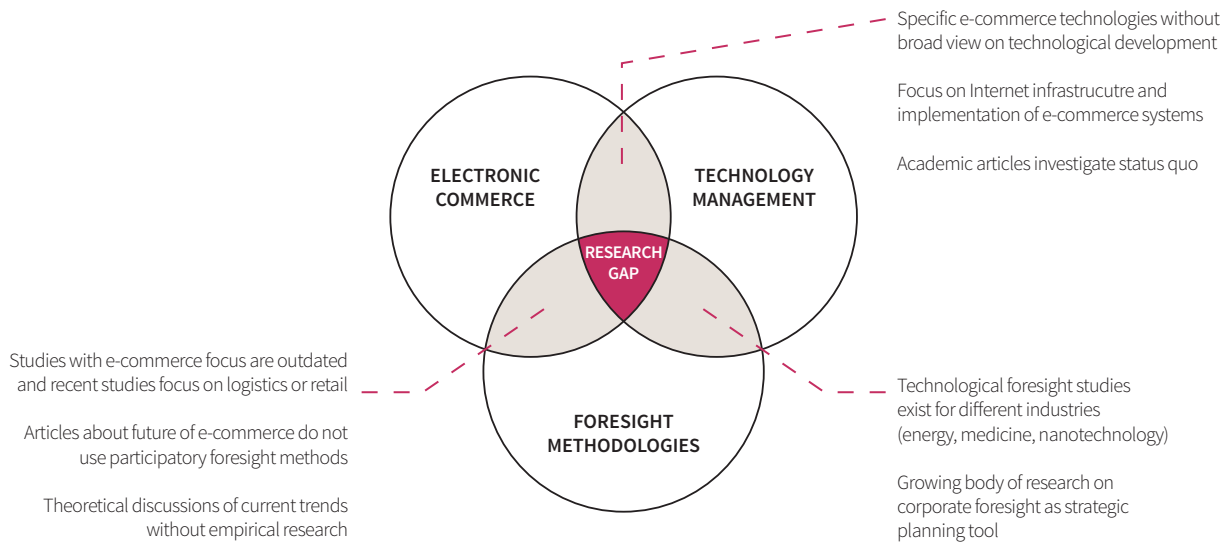 Specific e-commerce technologies without
broad view on technological development
Focus on Internet infrastrucutre and
implementation of e-commerce systems
Academic articles investigate status quo
ELECTRONIC
COMMERCE
TECHNOLOGY
MANAGEMENT
RESEARCH
GAP
FORESIGHT
METHODOLOGIES
Studies with e-commerce focus are outdated
and recent studies focus on logistics or retail
Articles about future of e-commerce do not
use participatory foresight methods
Theoretical discussions of current trends
without empirical research
Technological foresight studies
exist for different industries
(energy, medicine, nanotechnology)
Growing body of research on
corporate foresight as strategic
planning tool